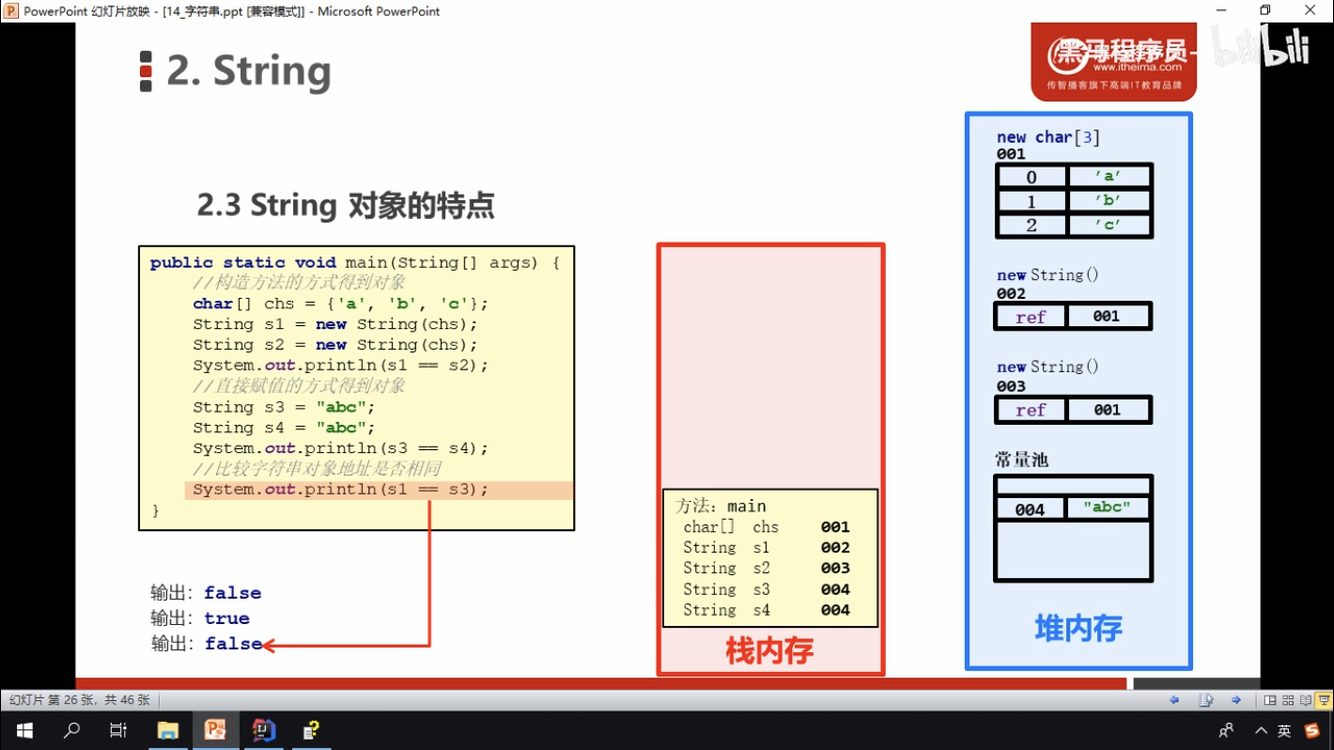 PowerPoint 幻灯片放映 - [14_字符串.ppt [兼容模式]] - Microsoft PowerPoint
2. String
黑马程序员-
www.itheima.com
传智播客旗下高端IT教育品牌
bilibili
2.3 String 对象的特点
public static void main(String[] args) {
//构造方法的方式得到对象
char[] chs = {'a', 'b', 'c'};
String s1 = new String(chs);
String s2 = new String(chs);
System.out.println(s1 == s2);
//直接赋值的方式得到对象
String s3 = "abc";
String s4 = "abc";
System.out.println(s3 == s4);
//比较字符串对象地址是否相同
System.out.println(s1 == s3);
}
输出: false
输出: true
输出: false
方法: main
char[] chs 001
String s1 002
String s2 003
String s3 004
String s4 004
栈内存
new char[3]
001
0 'a'
1 'b'
2 'c'
new String()
002
ref 001
new String()
003
ref 001
常量池
004 "abc"
堆内存
幻灯片 第 26 张，共 46 张
英